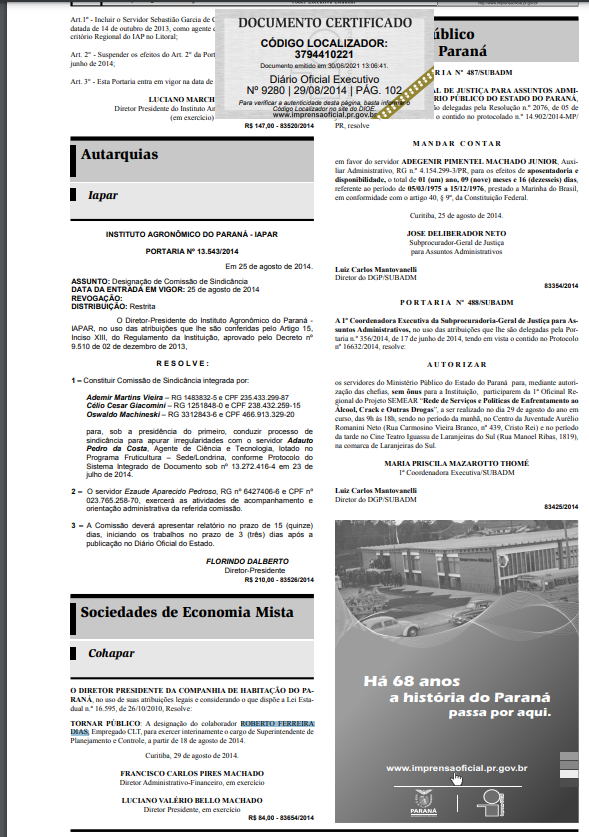 Poder Executivo Estadual
Art.1º - Incluir o Servidor Sebastião Garcia de C
datada de 14 de outubro de 2013, como agente d
critório Regional do IAP no Litoral;
Art. 2º - Suspender os efeitos do Art. 2º da Port
junho de 2014;
Art. 3º - Esta Portaria entra em vigor na data de
LUCIANO MARCH
Diretor Presidente do Instituto An
(em exercício)
R$ 147,00 - 83520/2014
DOCUMENTO CERTIFICADO
CÓDIGO LOCALIZADOR:
3794410221
Documento emitido em 30/06/2021 13:06:41.
Diário Oficial Executivo
Nº 9280 | 29/08/2014 | PÁG. 102
Para verificar a autenticidade desta página, basta informar o
Código Localizador no site do DIOE.
www.imprensaoficial.pr.gov.br
Autarquias
Iapar
INSTITUTO AGRONÔMICO DO PARANÁ - IAPAR
PORTARIA Nº 13.543/2014
Em 25 de agosto de 2014.
ASSUNTO: Designação de Comissão de Sindicância
DATA DA ENTRADA EM VIGOR: 25 de agosto de 2014
REVOGAÇÃO:
DISTRIBUIÇÃO: Restrita
O Diretor-Presidente do Instituto Agronômico do Paraná -
IAPAR, no uso das atribuições que lhe são conferidas pelo Artigo 15,
Inciso XIII, do Regulamento da Instituição, aprovado pelo Decreto nº
9.510 de 02 de dezembro de 2013,
R E S O L V E :
1 – Constituir Comissão de Sindicância integrada por:
Ademir Martins Vieira – RG 1483832-5 e CPF 235.433.299-87
Célio Cesar Giacomini – RG 1251848-0 e CPF 238.432.259-15
Oswaldo Machineski – RG 3312843-6 e CPF 466.913.329-20
para, sob a presidência do primeiro, conduzir processo de
sindicância para apurar irregularidades com o servidor Adauto
Pedro da Costa, Agente de Ciência e Tecnologia, lotado no
Programa Fruticultura – Sede/Londrina, conforme Protocolo do
Sistema Integrado de Documento sob nº 13.272.416-4 em 23 de
julho de 2014.
2 – O servidor Ezaude Aparecido Pedroso, RG nº 6427406-6 e CPF nº
023.765.258-70, exercerá as atividades de acompanhamento e
orientação administrativa da referida comissão.
3 – A Comissão deverá apresentar relatório no prazo de 15 (quinze)
dias, iniciando os trabalhos no prazo de 3 (três) dias após a
publicação no Diário Oficial do Estado.
FLORINDO DALBERTO
Diretor-Presidente
R$ 210,00 - 83526/2014
Sociedades de Economia Mista
Cohapar
O DIRETOR PRESIDENTE DA COMPANHIA DE HABITAÇÃO DO PA-
RANÁ, no uso de suas atribuições legais e considerando o que dispõe a Lei Esta-
dual n.º 16.595, de 26/10/2010, Resolve:
TORNAR PÚBLICO: A designação do colaborador ROBERTO FERREIRA
DIAS, Empregado CLT, para exercer interinamente o cargo de Superintendente de
Planejamento e Controle, a partir de 18 de agosto de 2014.
Curitiba, 29 de agosto de 2014.
FRANCISCO CARLOS PIRES MACHADO
Diretor Administrativo-Financeiro, em exercício
LUCIANO VALÉRIO BELLO MACHADO
Diretor Presidente, em exercício
R$ 84,00 - 83654/2014
úblico
Paraná
RIA Nº 487/SUBADM
AL DE JUSTIÇA PARA ASSUNTOS ADMI-
RIO PÚBLICO DO ESTADO DO PARANÁ,
ão delegadas pela Resolução n.º 2076, de 05 de
o contido no protocolado n.º 14.902/2014-MP/
PR, resolve
M A N D A R C O N T A R
em favor do servidor ADEGENIR PIMENTEL MACHADO JUNIOR, Auxi-
liar Administrativo, RG n.º 4.154.299-3/PR, para os efeitos de aposentadoria e
disponibilidade, o total de 01 (um) ano, 09 (nove) meses e 16 (dezesseis) dias,
referente ao período de 05/03/1975 a 15/12/1976, prestado a Marinha do Brasil,
em conformidade com o artigo 40, § 9º, da Constituição Federal.
Curitiba, 25 de agosto de 2014.
JOSE DELIBERADOR NETO
Subprocurador-Geral de Justiça
para Assuntos Administrativos
Luiz Carlos Mantovanelli
Diretor do DGP/SUBADM
83354/2014
P O R T A R I A Nº 488/SUBADM
A 1ª Coordenadora Executiva da Subprocuradoria-Geral de Justiça para As-
suntos Administrativos, no uso das atribuições que lhe são delegadas pela Por-
taria n.º 356/2014, de 17 de junho de 2014, tendo em vista o contido no Protocolo
n.º 16632/2014, resolve:
A U T O R I Z A R
os servidores do Ministério Público do Estado do Paraná para, mediante autori-
zação das chefias, sem ônus para a Instituição, participarem da 1ª Oficial Re-
gional do Projeto SEMEAR “Rede de Serviços e Políticas de Enfrentamento ao
Álcool, Crack e Outras Drogas”, a ser realizado no dia 29 de agosto do ano em
curso, das 9h às 18h, sendo no período da manhã, no Centro da Juventude Aurélio
Romanini Neto (Rua Carmosino Vieira Branco, nº 439, Cristo Rei) e no período
da tarde no Cine Teatro Iguassu de Laranjeiras do Sul (Rua Manoel Ribas, 1819),
na comarca de Laranjeiras do Sul.
MARIA PRISCILA MAZAROTTO THOMÉ
1ª Coordenadora Executiva/SUBADM
Luiz Carlos Mantovanelli
Diretor do DGP/SUBADM
83425/2014
Há 68 anos
a história do Paraná
passa por aqui.
www.imprensaoficial.pr.gov.br
PARANÁ